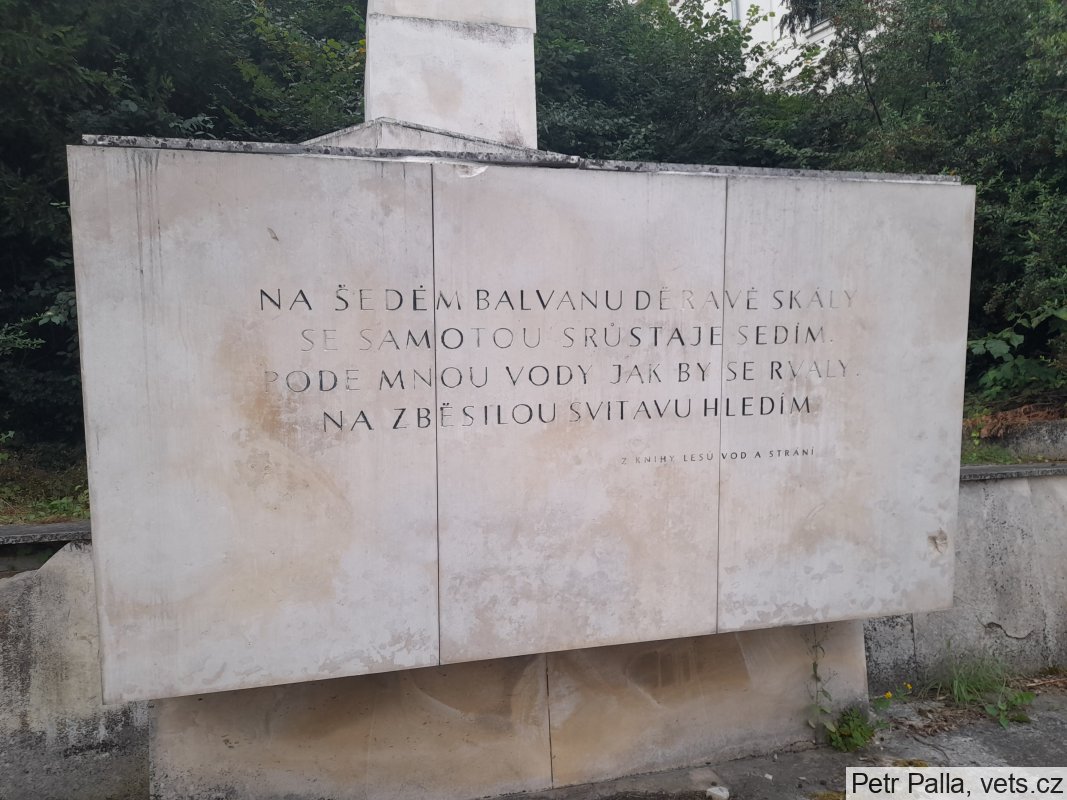 NA ŠEDÉM BALVANU DĚRAVÉ SKÁLY
SE SAMOTOU SRŮSTAJE SEDÍM.
PODE MNOU VODY JAK BY SE RVALY.
NA ZBĚSILOU SVITAVU HLEDÍM
Z KNIHY LESŮ VOD A STRÁNÍ
Petr Palla, vets.cz